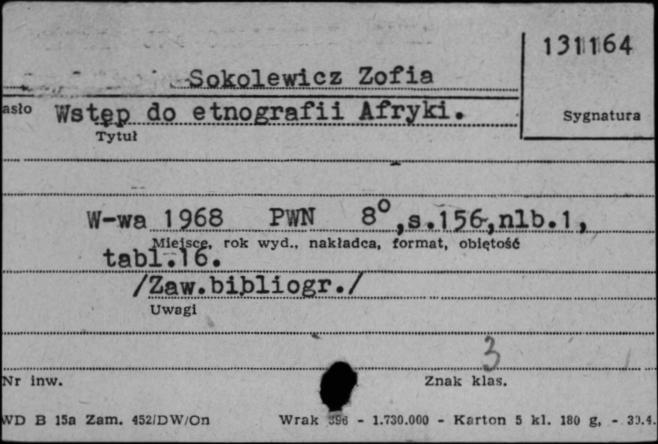 131164
Sokolewicz Zofia
asło Wstęp do etnografii Afryki.
Sygnatura
Tytuł
W-wa 1968 PWN 8°,s.156,nlb.1,
Miejsce, rok wyd., nakładca, format, objętość
tabl.16.
/Zaw.bibliogr./
Uwagi
3
Nr inw.
Znak klas.
WD B 15a Zam. 452/DW/On Wrak 396 - 1.730.000 - Karton 5 kl. 180 g, - 30.4.